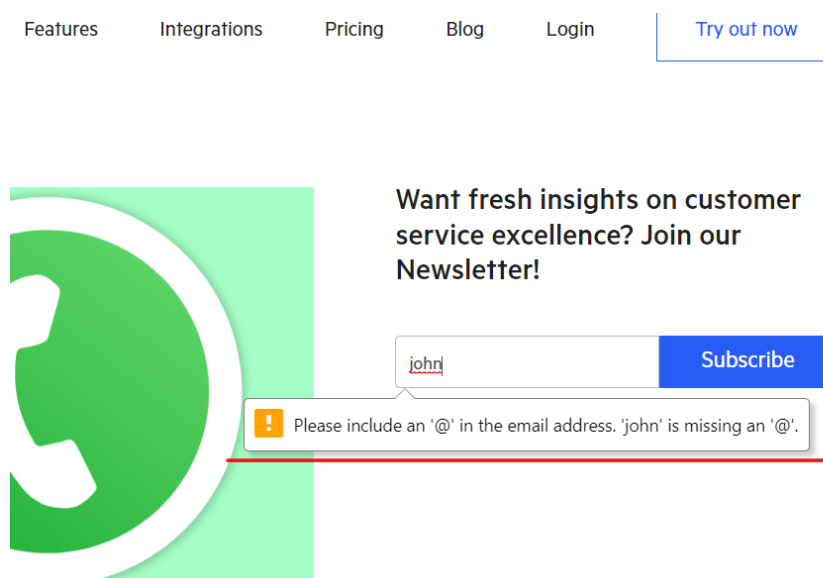 Features Integrations Pricing Blog Login Try out now
Want fresh insights on customer
service excellence? Join our
Newsletter!
john Subscribe
! Please include an '@' in the email address. 'john' is missing an '@'.